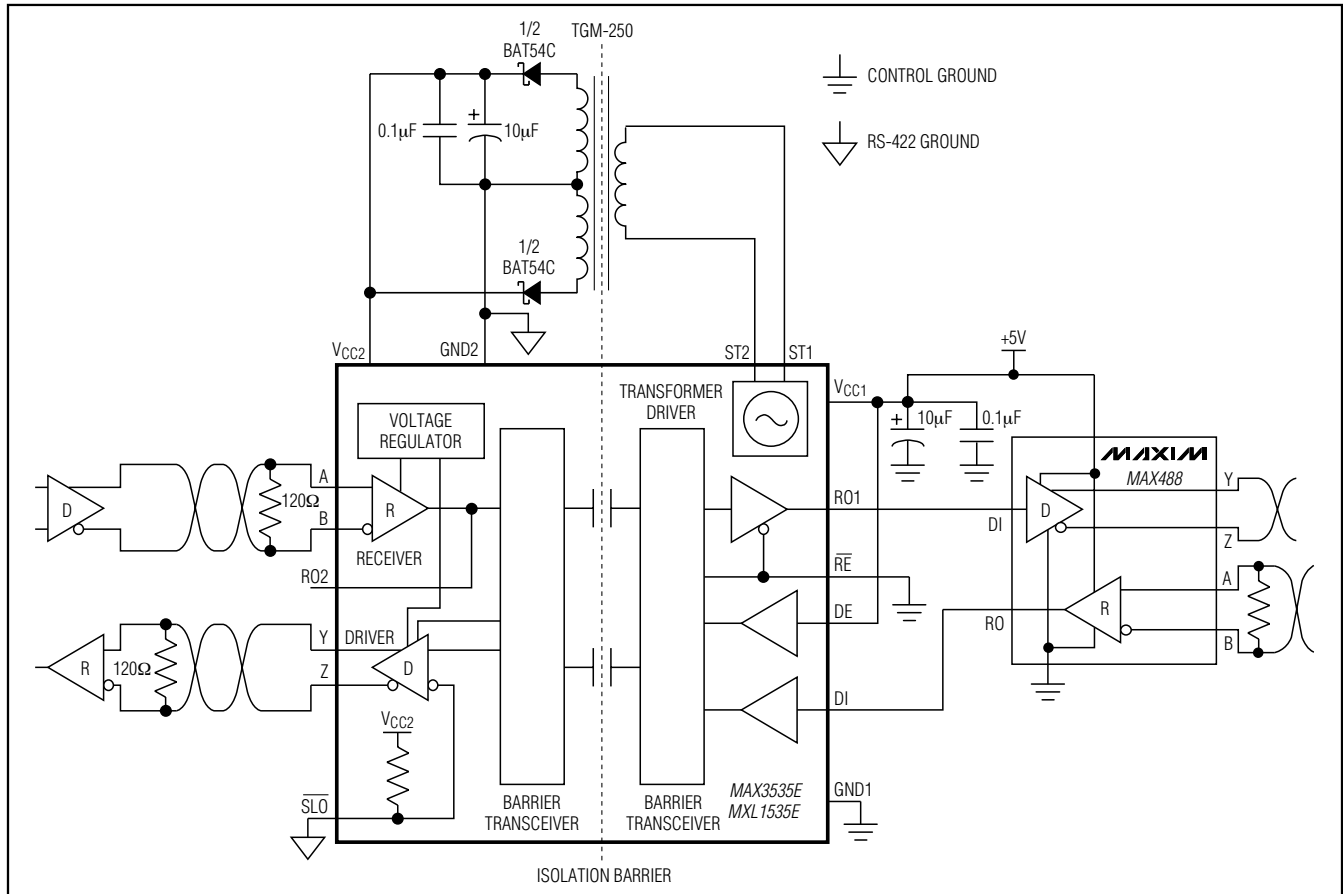 TGM-250
1/2
BAT54C
CONTROL GROUND
+
0.1µF
10µF
RS-422 GROUND
1/2
BAT54C
+5V
VCC2
GND2
ST2
ST1
TRANSFORMER
DRIVER
VCC1
VOLTAGE
REGULATOR
+
10µF
0.1µF
MAXIM
MAX488
A
D
120Ω
B
R
RECEIVER
RO1
DI
D
Y
Z
RO2
RE
A
DE
RO
R
B
Y
DRIVER
R
120Ω
Z
D
DI
VCC2
SLO
MAX3535E
MXL1535E
GND1
BARRIER
TRANSCEIVER
BARRIER
TRANSCEIVER
ISOLATION BARRIER